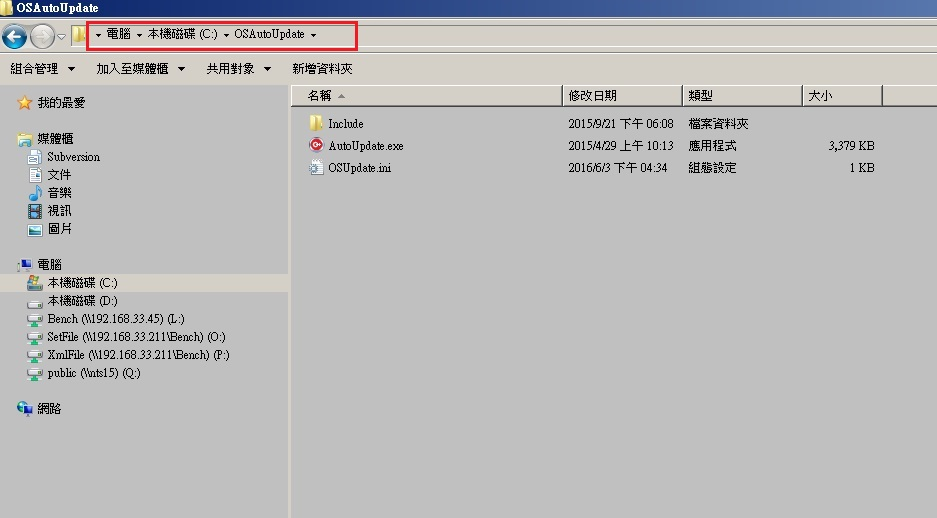 OSAutoUpdate
電腦 本機磁碟 (C:) OSAutoUpdate
組合管理 加入至媒體櫃 共用對象 新增資料夾
我的最愛
媒體櫃
Subversion
文件
音樂
視訊
圖片
電腦
本機磁碟 (C:)
本機磁碟 (D:)
Bench (\\192.168.33.45) (L:)
SetFile (\\192.168.33.211\Bench) (O:)
XmlFile (\\192.168.33.211\Bench) (P:)
public (\\nts15) (Q:)
網路
名稱 修改日期 類型 大小
Include 2015/9/21 下午 06:08 檔案資料夾
AutoUpdate.exe 2015/4/29 上午 10:13 應用程式 3,379 KB
OSUpdate.ini 2016/6/3 下午 04:34 組態設定 1 KB